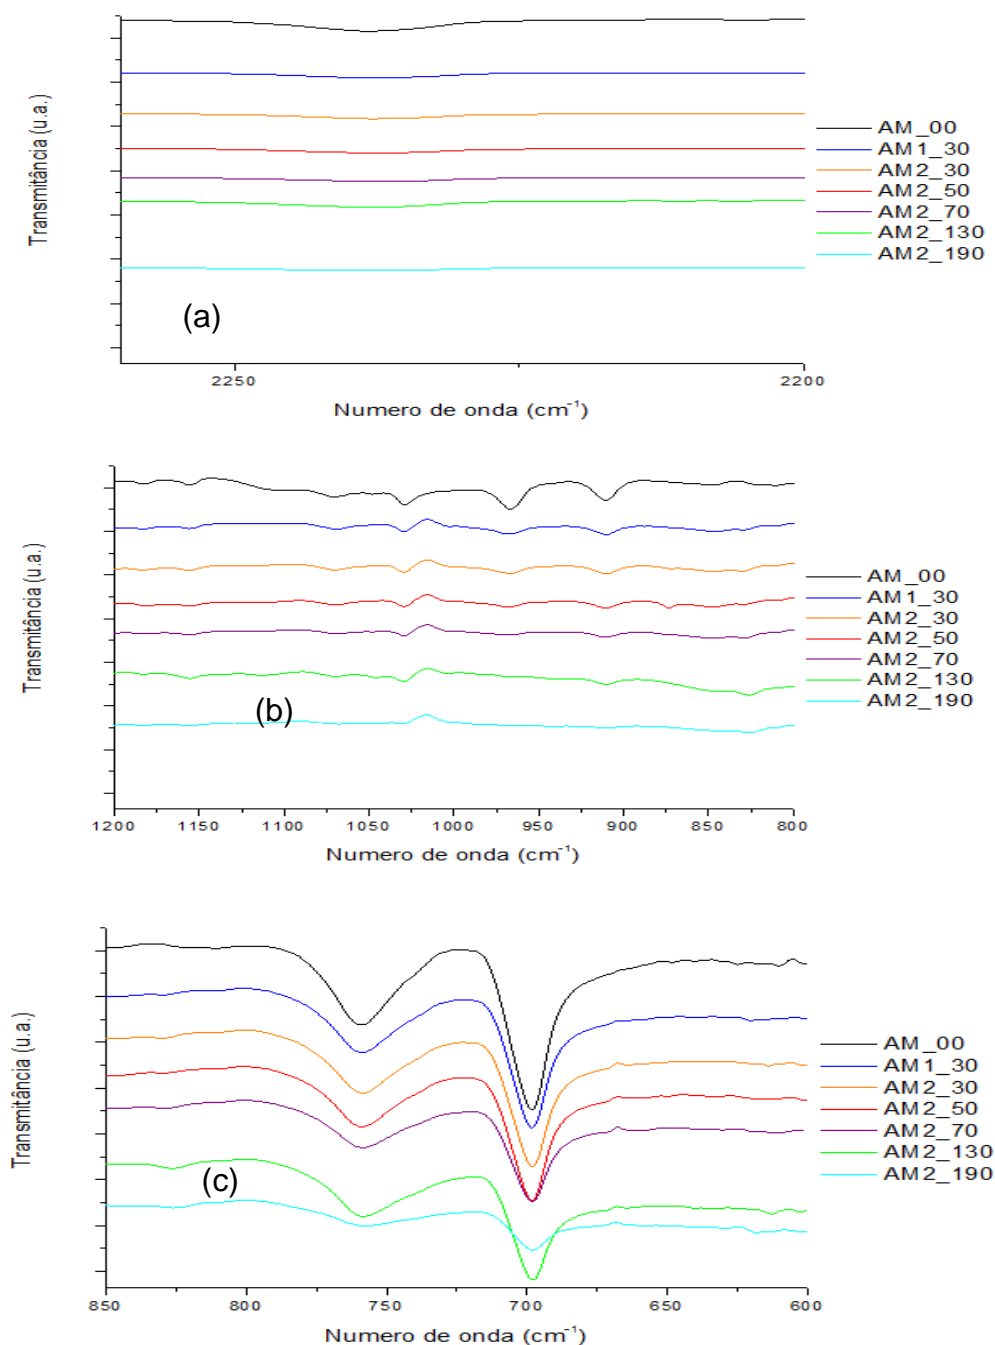 Transmitância (u.a.)
AM_00
AM1_30
AM2_30
AM2_50
AM2_70
AM2_130
AM2_190
(a)
2250
2200
Numero de onda (cm⁻¹)
Transmitância (u.a.)
AM_00
AM1_30
AM2_30
AM2_50
AM2_70
AM2_130
AM2_190
(b)
1200 1150 1100 1050 1000 950 900 850 800
Numero de onda (cm⁻¹)
Transmitância (u.a.)
AM_00
AM1_30
AM2_30
AM2_50
AM2_70
AM2_130
AM2_190
(c)
850 800 750 700 650 600
Numero de onda (cm⁻¹)